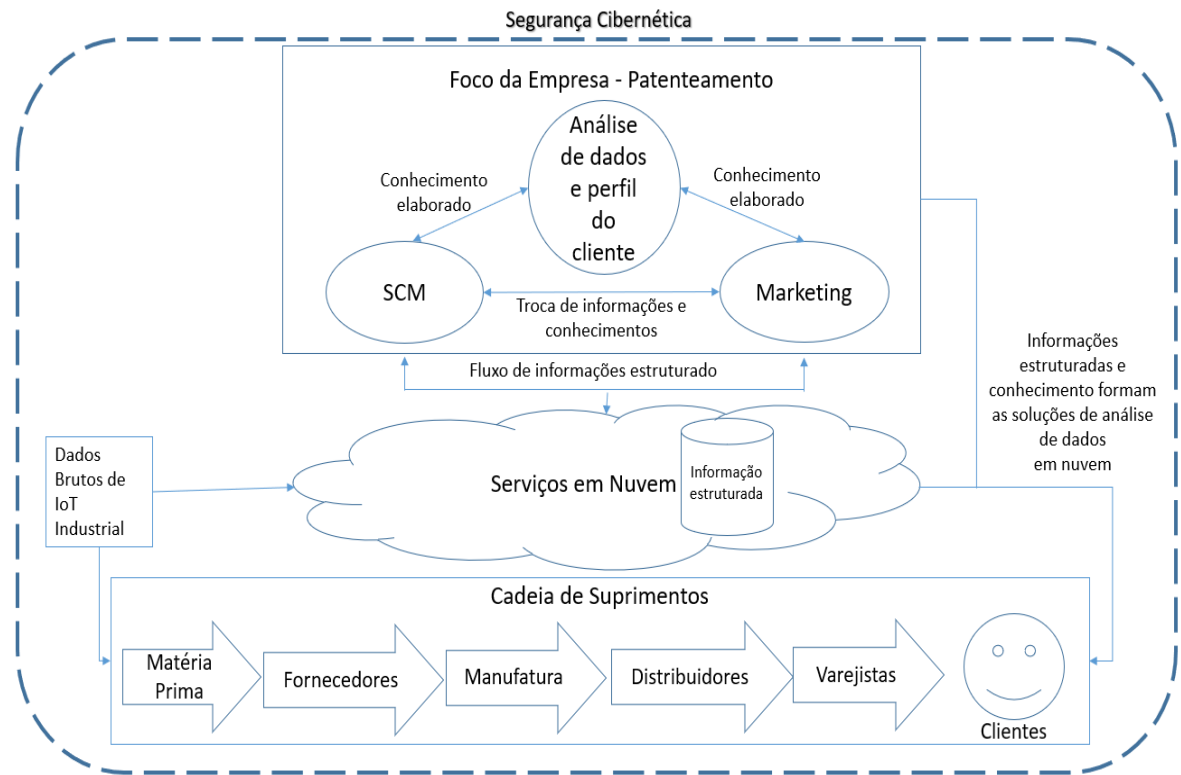 Segurança Cibernética
Foco da Empresa - Patenteamento
Análise
de dados
e perfil
do
cliente
Conhecimento
elaborado
Conhecimento
elaborado
SCM
Marketing
Troca de informações e
conhecimentos
Fluxo de informações estruturado
Informações
estruturadas e
conhecimento formam
as soluções de análise
de dados
em nuvem
Dados
Brutos de
IoT
Industrial
Serviços em Nuvem
Informação
estruturada
Cadeia de Suprimentos
Matéria
Prima
Fornecedores
Manufatura
Distribuidores
Varejistas
Clientes